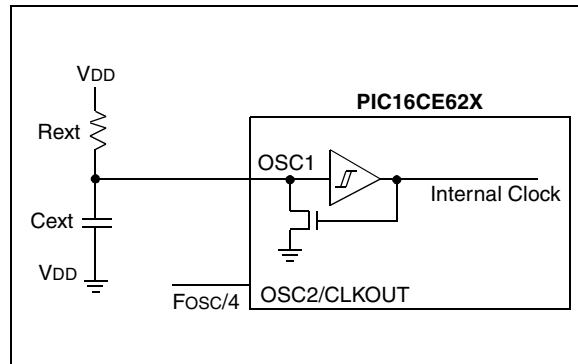 VDD
PIC16CE62X
Rext
OSC1
Internal Clock
Cext
VDD
FOSC/4
OSC2/CLKOUT